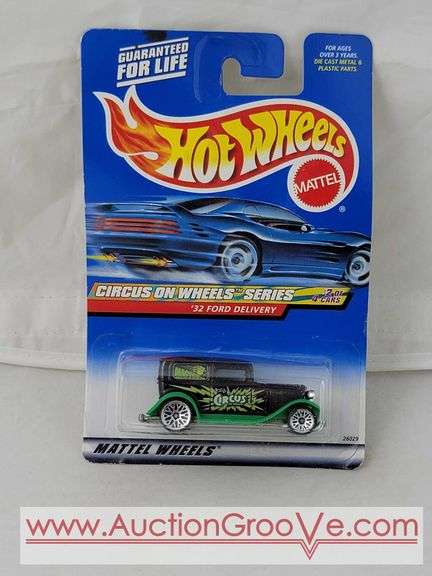 GUARANTEED
FOR LIFE
FOR AGES
OVER 3 YEARS.
DIE CAST METAL &
PLASTIC PARTS.
HOT WHEELS
MATTEL
®
CIRCUS ON WHEELS™ SERIES
2 OF
4 CARS
'32 FORD DELIVERY
CIRCUS
MATTEL WHEELS
26029
www.AuctionGrooVe.com